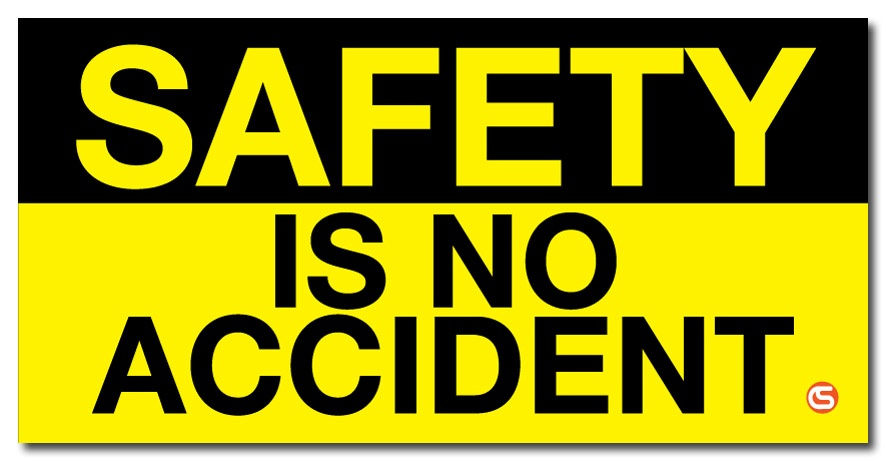 SAFETY
IS NO
ACCIDENT